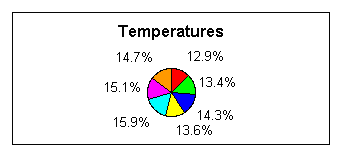 Temperatures
14.7% 12.9%
15.1% 13.4%
15.9% 14.3%
13.6%